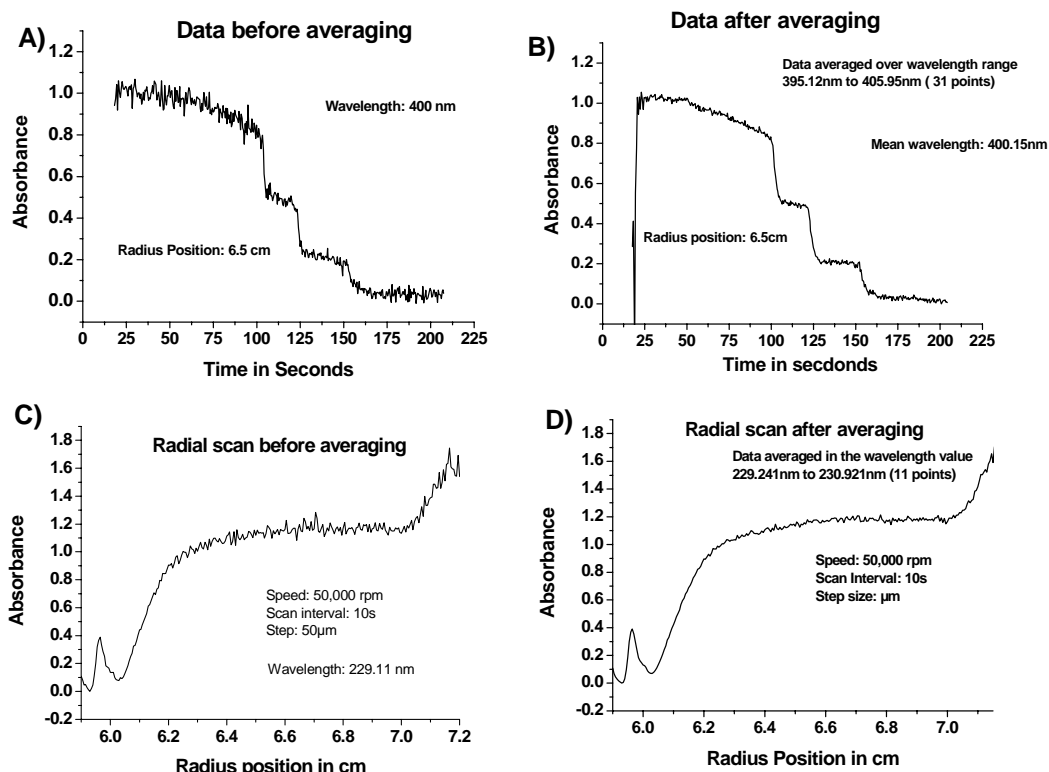 A)
Data before averaging
1.2
1.0
0.8
0.6
0.4
0.2
0.0
Absorbance
Wavelength: 400 nm
Radius Position: 6.5 cm
0 25 50 75 100 125 150 175 200 225
Time in Seconds
B)
Data after averaging
1.2
1.0
0.8
0.6
0.4
0.2
0.0
Absorbance
Data averaged over wavelength range
395.12nm to 405.95nm ( 31 points)
Mean wavelength: 400.15nm
Radius position: 6.5cm
0 25 50 75 100 125 150 175 200 225
Time in secdonds
C)
Radial scan before averaging
1.8
1.6
1.4
1.2
1.0
0.8
0.6
0.4
0.2
0.0
-0.2
Absorbance
Speed: 50,000 rpm
Scan interval: 10s
Step: 50µm
Wavelength: 229.11 nm
6.0 6.2 6.4 6.6 6.8 7.0 7.2
Radius position in cm
D)
Radial scan after averaging
Data averaged in the wavelength value
229.241nm to 230.921nm (11 points)
1.8
1.6
1.4
1.2
1.0
0.8
0.6
0.4
0.2
0.0
-0.2
Absorbance
Speed: 50,000 rpm
Scan Interval: 10s
Step size: µm
6.0 6.2 6.4 6.6 6.8 7.0
Radius Position in cm